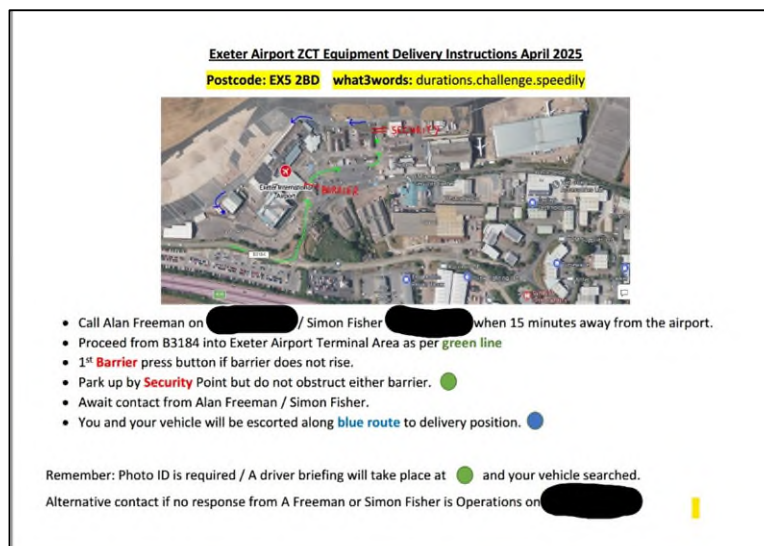 Exeter Airport ZCT Equipment Delivery Instructions April 2025
Postcode: EX5 2BD what3words: durations.challenge.speedily
SECURITY
Exeter International
Airport
BARRIER
B3184
• Call Alan Freeman on / Simon Fisher when 15 minutes away from the airport.
• Proceed from B3184 into Exeter Airport Terminal Area as per green line
• 1st Barrier press button if barrier does not rise.
• Park up by Security Point but do not obstruct either barrier.
• Await contact from Alan Freeman / Simon Fisher.
• You and your vehicle will be escorted along blue route to delivery position.
Remember: Photo ID is required / A driver briefing will take place at and your vehicle searched.
Alternative contact if no response from A Freeman or Simon Fisher is Operations on